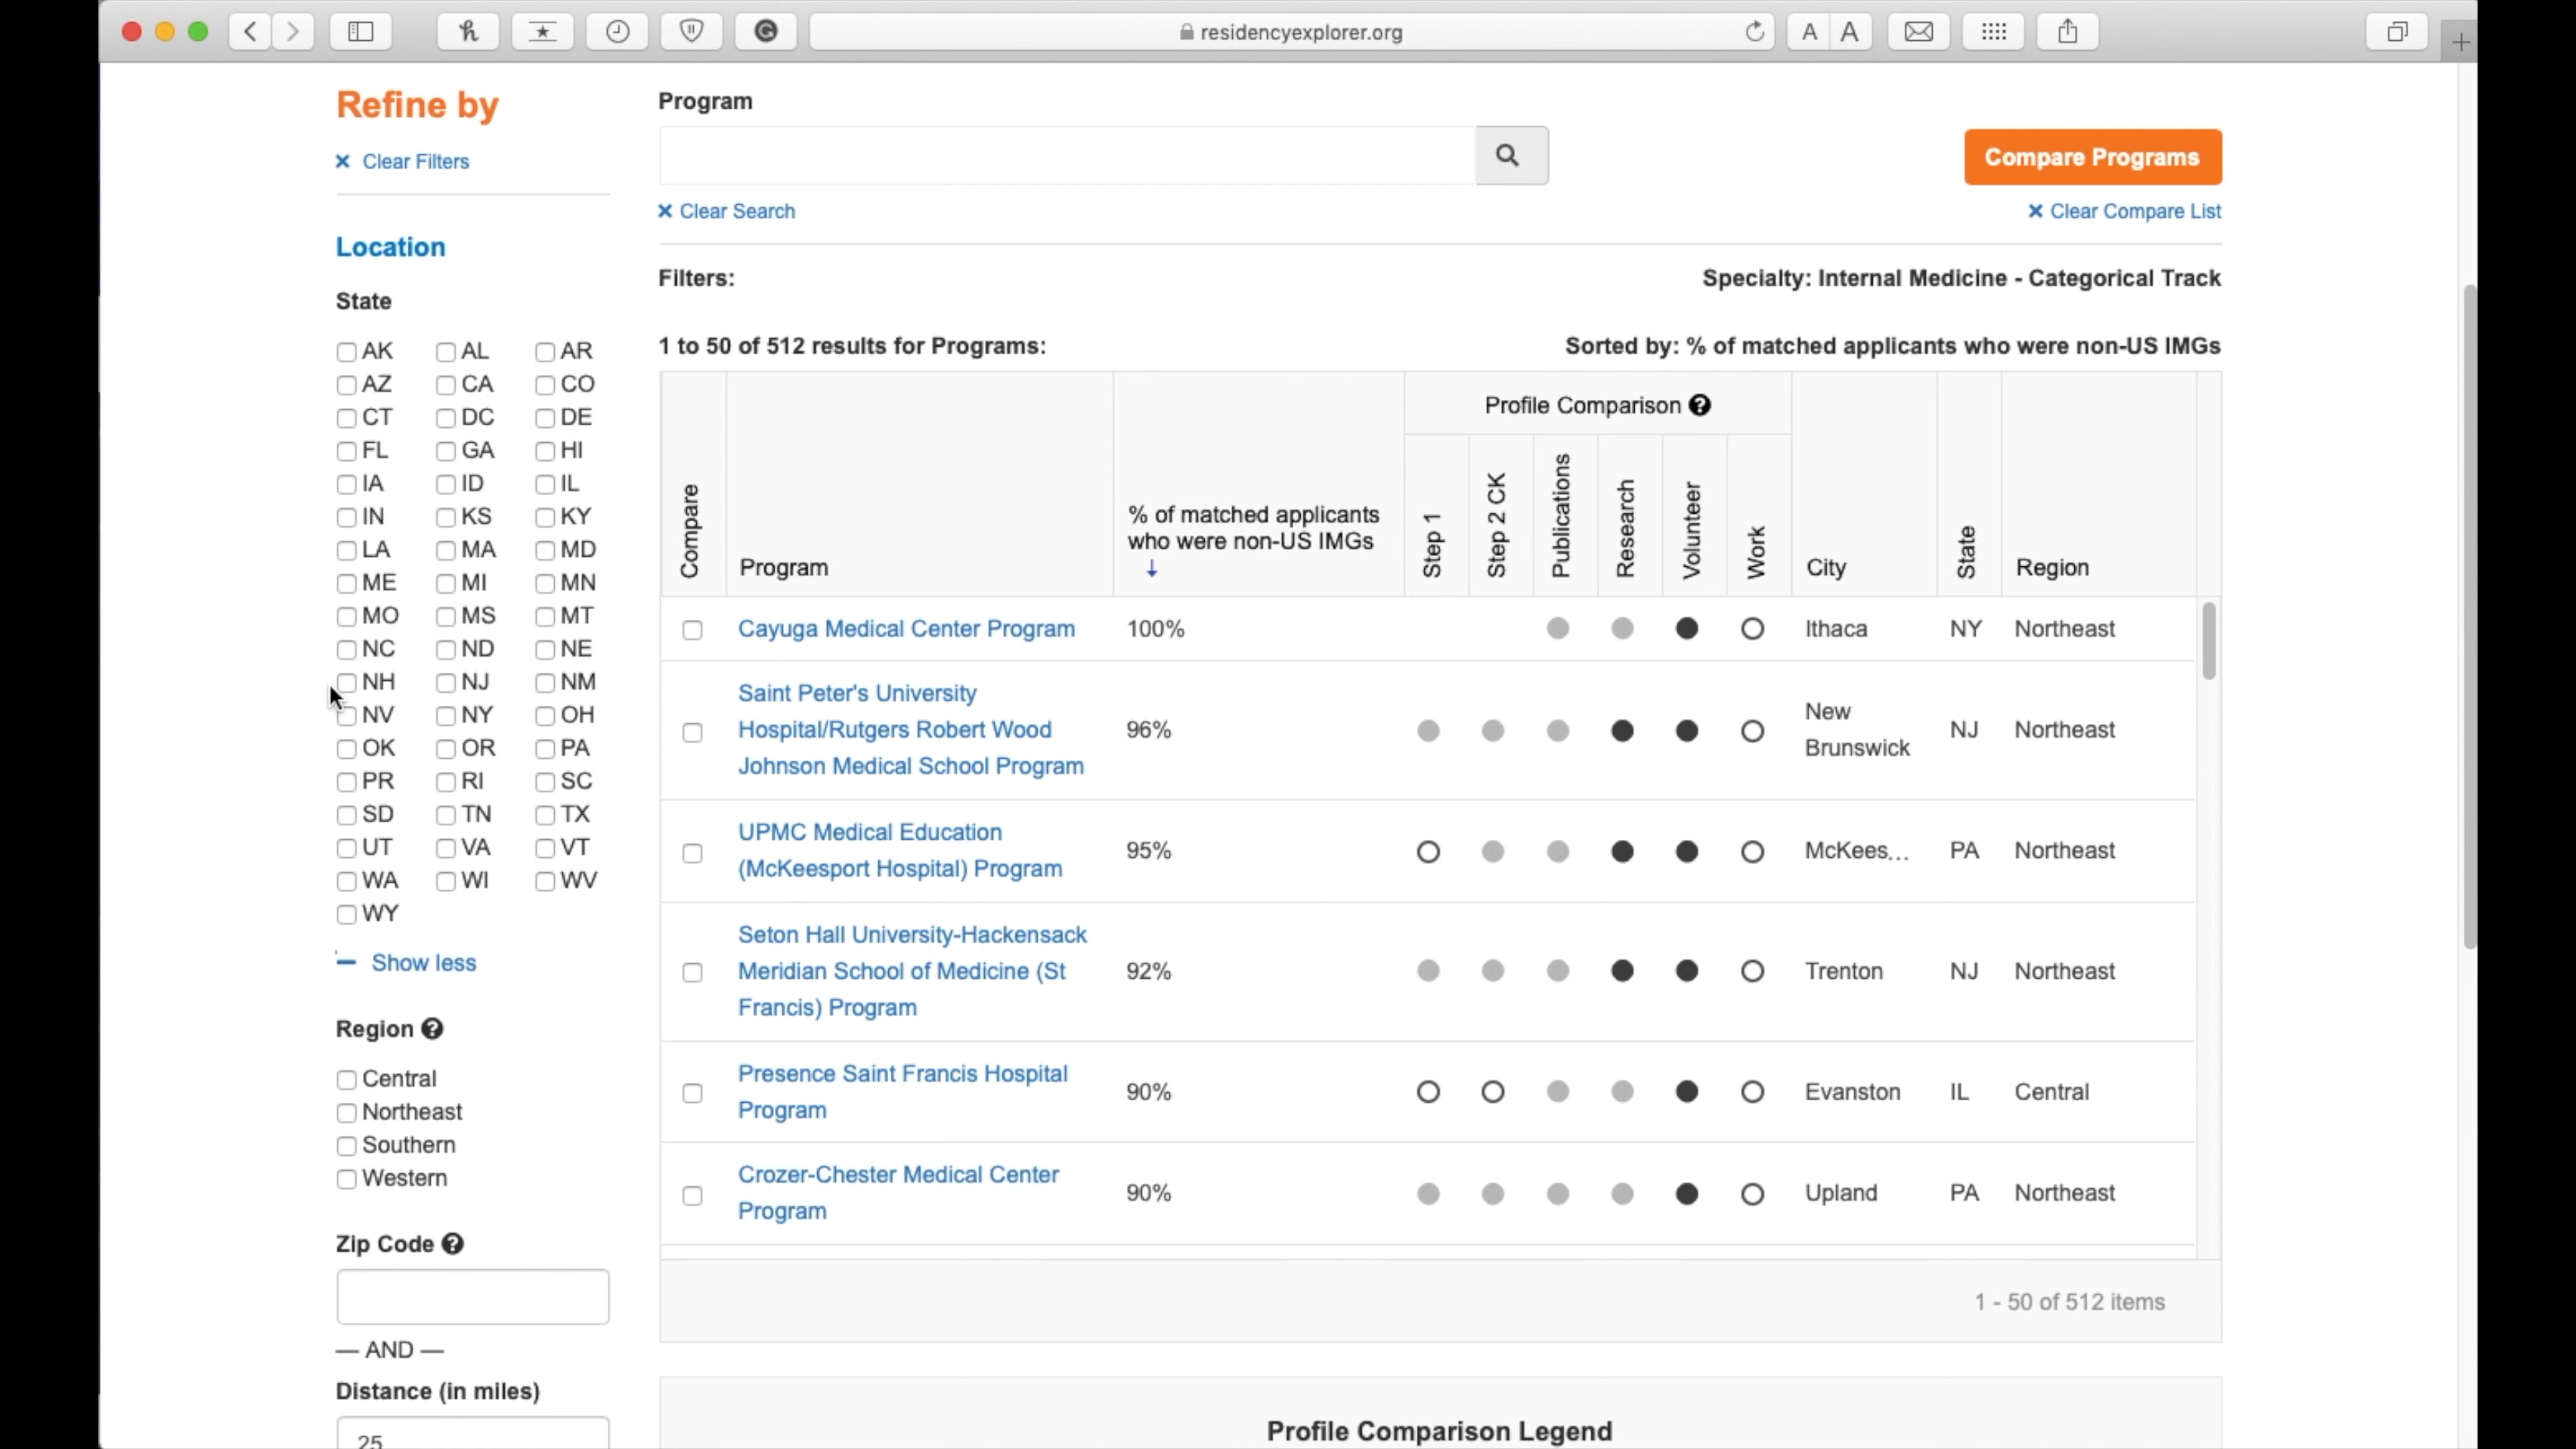 residencyexplorer.org
A A
Refine by
Clear Filters
Location
State
AK AL AR
AZ CA CO
CT DC DE
FL GA HI
IA ID IL
IN KS KY
LA MA MD
ME MI MN
MO MS MT
NC ND NE
NH NJ NM
NV NY OH
OK OR PA
PR RI SC
SD TN TX
UT VA VT
WA WI WV
WY
Show less
Region
Central
Northeast
Southern
Western
Zip Code
— AND —
Distance (in miles)
25
Program
Compare Programs
Clear Search
Clear Compare List
Filters:
Specialty: Internal Medicine - Categorical Track
1 to 50 of 512 results for Programs:
Sorted by: % of matched applicants who were non-US IMGs
Compare
Program
% of matched applicants
who were non-US IMGs
Profile Comparison
Step 1
Step 2 CK
Publications
Research
Volunteer
Work
City
State
Region
Cayuga Medical Center Program 100% Ithaca NY Northeast
Saint Peter's University
Hospital/Rutgers Robert Wood
Johnson Medical School Program
96%
New
Brunswick
NJ Northeast
UPMC Medical Education
(McKeesport Hospital) Program
95% McKees... PA Northeast
Seton Hall University-Hackensack
Meridian School of Medicine (St
Francis) Program
92% Trenton NJ Northeast
Presence Saint Francis Hospital
Program
90% Evanston IL Central
Crozer-Chester Medical Center
Program
90% Upland PA Northeast
1 - 50 of 512 items
Profile Comparison Legend